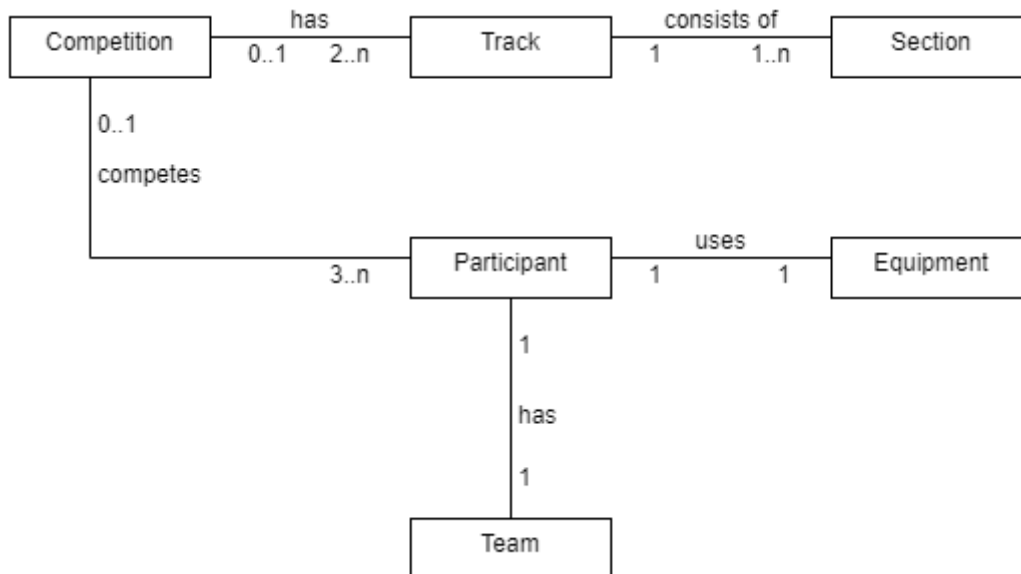 has
consists of
Competition
Track
Section
0..1
2..n
1
1..n
0..1
competes
uses
Participant
Equipment
3..n
1
1
1
has
1
Team